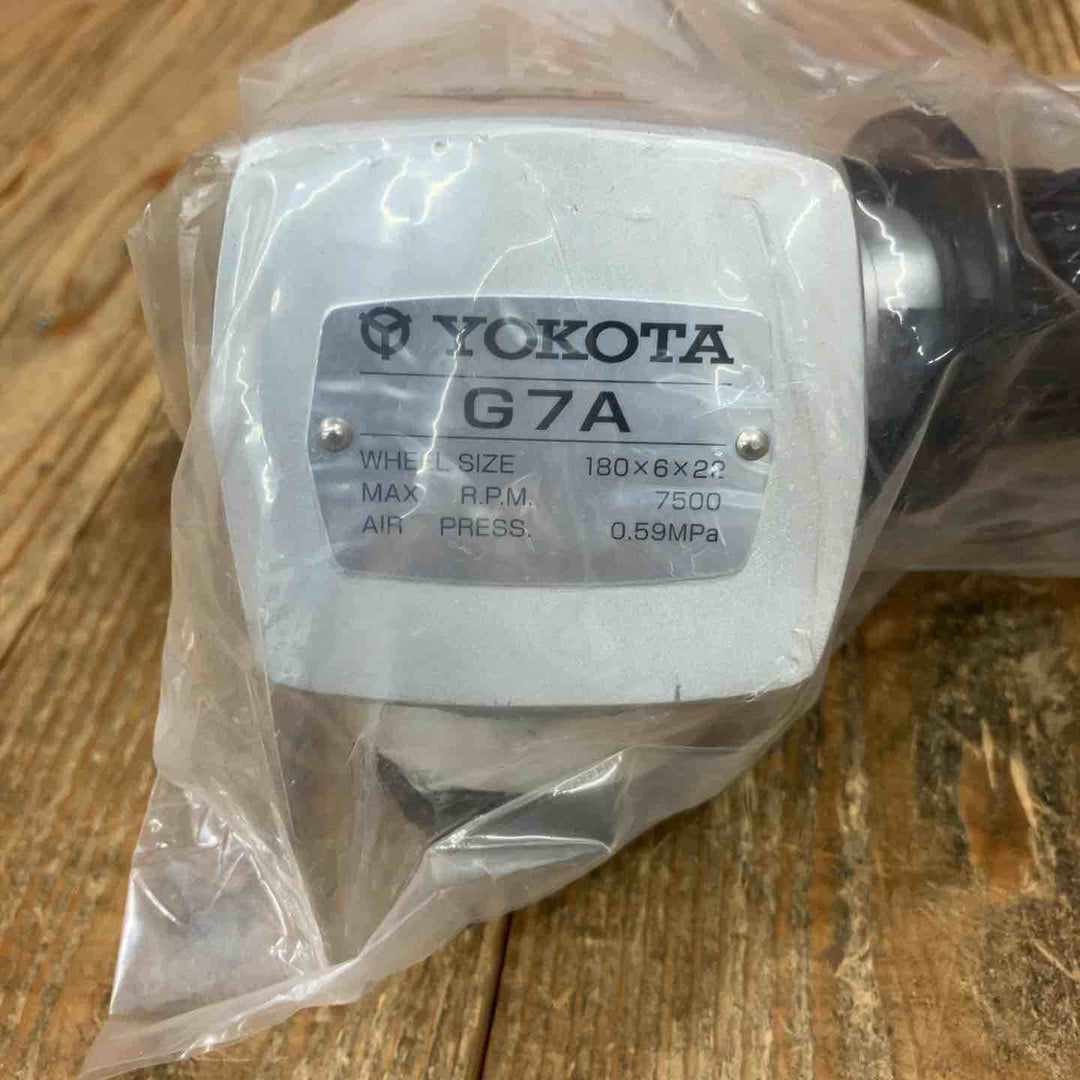 YOKOTA
G7A
WHEEL SIZE 180×6×22
MAX R.P.M. 7500
AIR PRESS. 0.59MPa